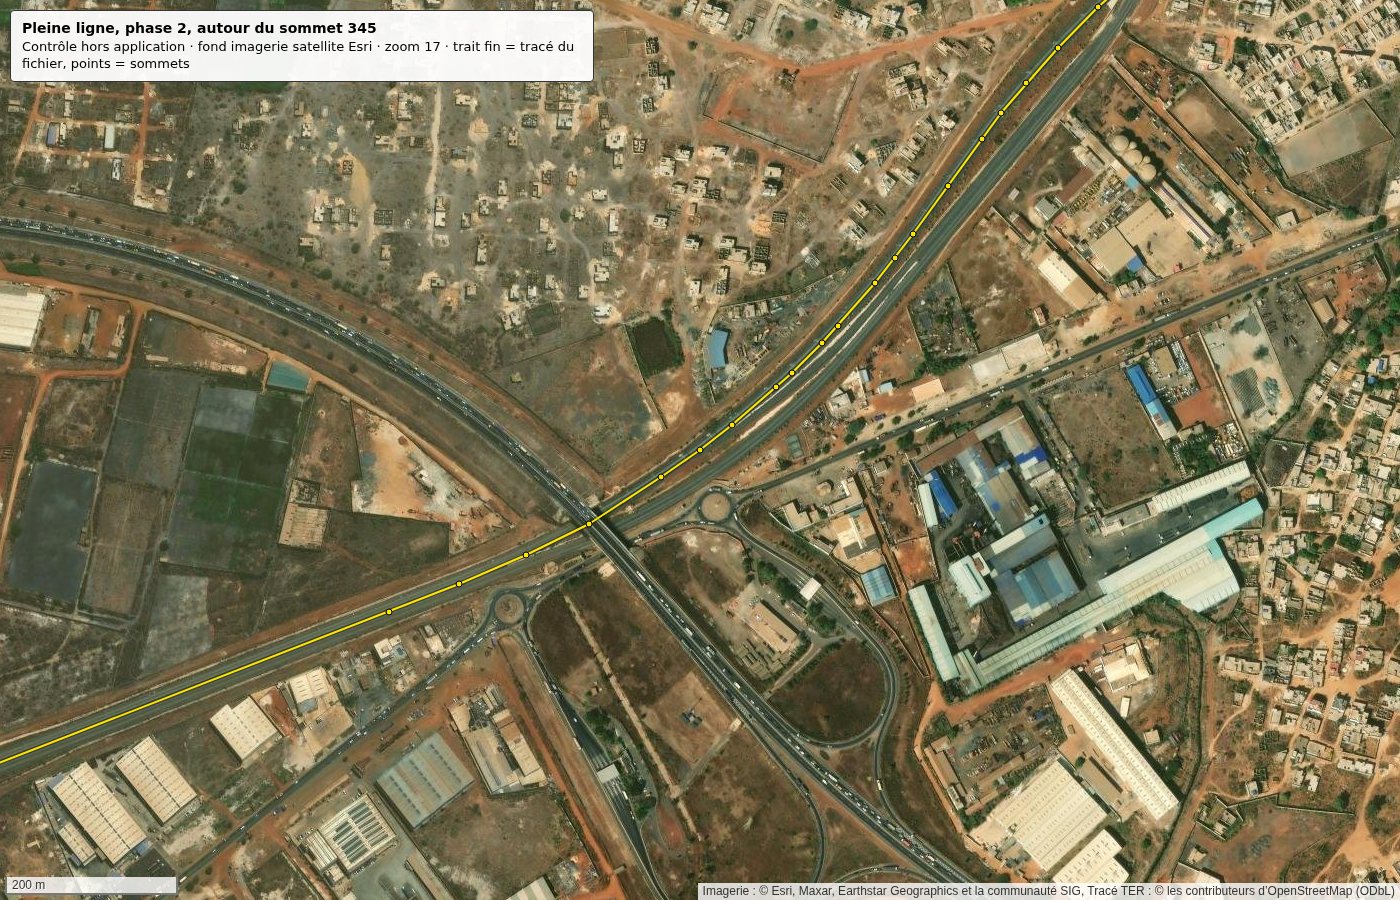 Pleine ligne, phase 2, autour du sommet 345
Contrôle hors application · fond imagerie satellite Esri · zoom 17 · trait fin = tracé du
fichier, points = sommets
200 m
Imagerie : © Esri, Maxar, Earthstar Geographics et la communauté SIG, Tracé TER : © les contributeurs d'OpenStreetMap (ODbL)